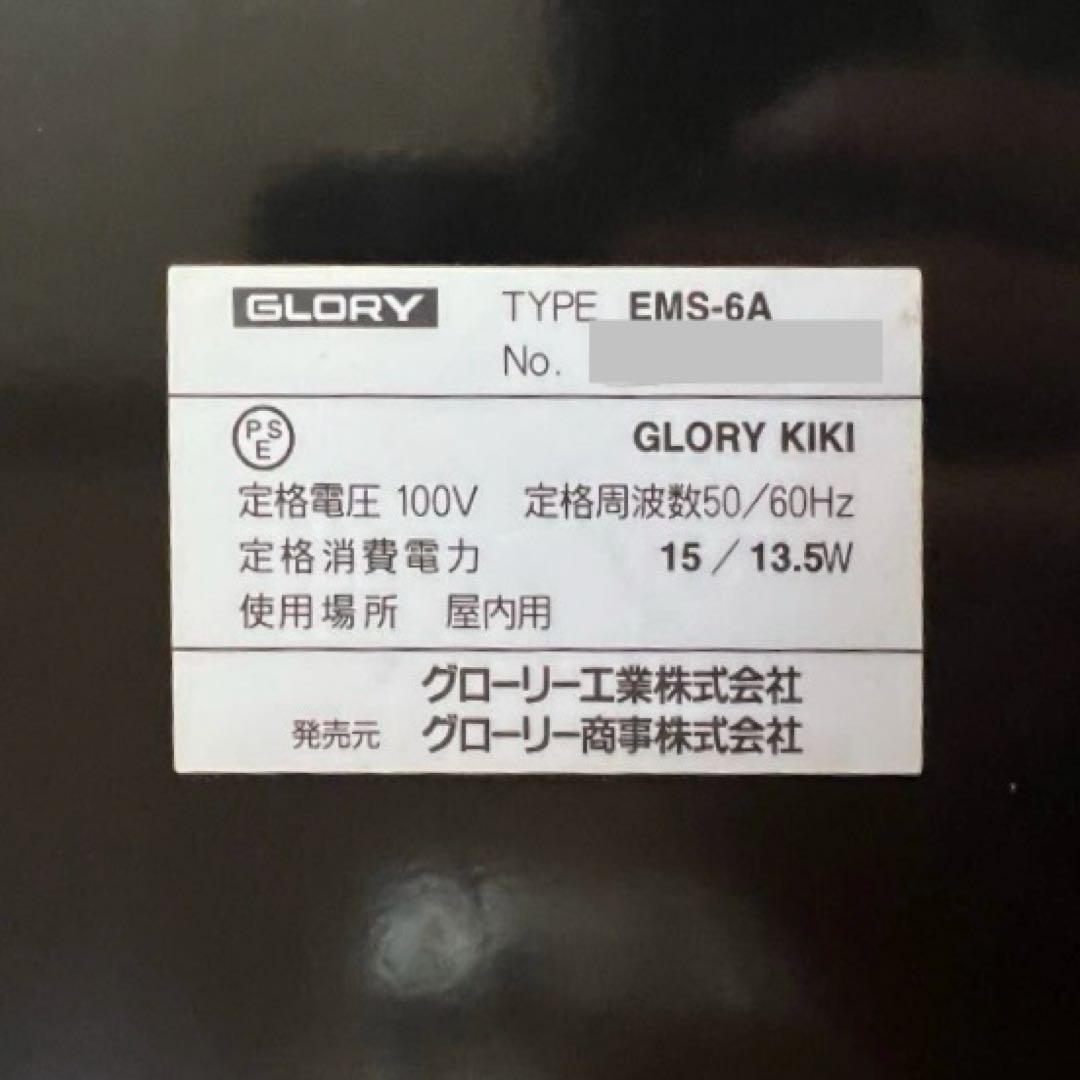 GLORY TYPE EMS-6A
No.
PSE GLORY KIKI
定格電圧 100V 定格周波数50/60Hz
定格消費電力 15/13.5W
使用場所 屋内用
グローリー工業株式会社
発売元 グローリー商事株式会社